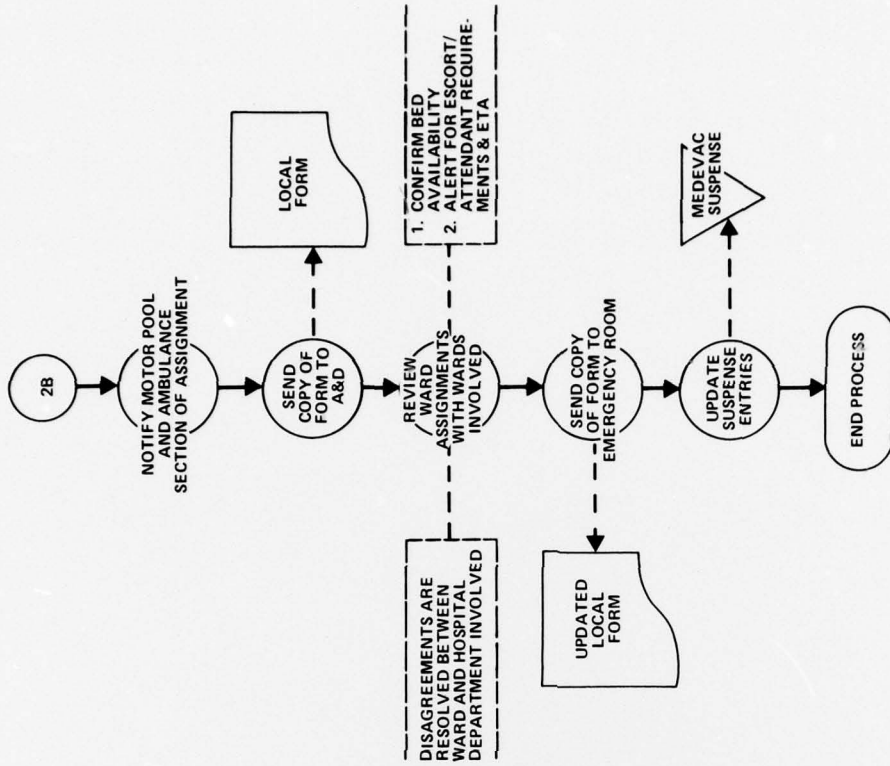 2B
NOTIFY MOTOR POOL
AND AMBULANCE
SECTION OF ASSIGNMENT
SEND
COPY OF
FORM TO
A&D
LOCAL
FORM
REVIEW
WARD
ASSIGNMENTS
WITH WARDS
INVOLVED
DISAGREEMENTS ARE
RESOLVED BETWEEN
WARD AND HOSPITAL
DEPARTMENT INVOLVED
1. CONFIRM BED
AVAILABILITY
2. ALERT FOR ESCORT/
ATTENDANT REQUIRE-
MENTS & ETA
SEND COPY
OF FORM TO
EMERGENCY ROOM
UPDATED
LOCAL
FORM
UPDATE
SUSPENSE
ENTRIES
MEDEVAC
SUSPENSE
END PROCESS